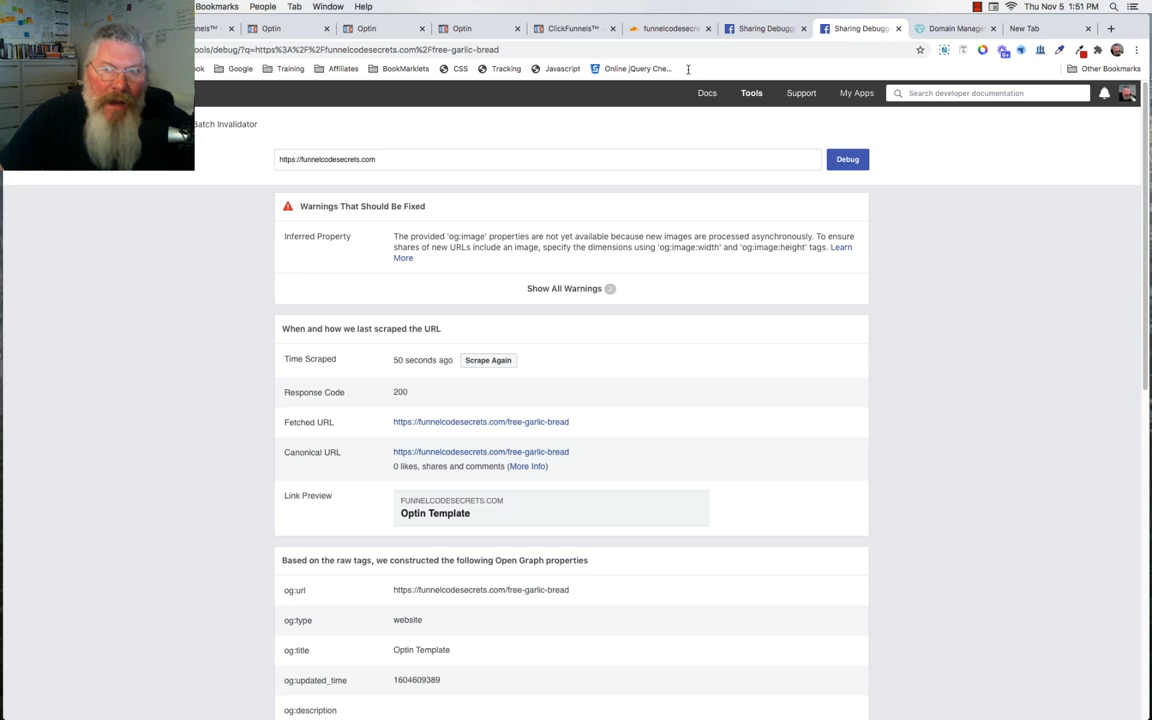 Bookmarks People Tab Window Help Thu Nov 5 1:51 PM
nnels™ Optin Optin Optin ClickFunnels™ funnelcodesecre Sharing Debugg Sharing Debugg Domain Manage New Tab
ools/debug/?q=https%3A%2F%2Ffunnelcodesecrets.com%2Ffree-garlic-bread
ok Google Training Affiliates BookMarklets CSS Tracking Javascript Online jQuery Che... Other Bookmarks
Docs Tools Support My Apps Search developer documentation
Batch Invalidator
https://funnelcodesecrets.com Debug
Warnings That Should Be Fixed
Inferred Property The provided 'og:image' properties are not yet available because new images are processed asynchronously. To ensure
shares of new URLs include an image, specify the dimensions using 'og:image:width' and 'og:image:height' tags. Learn
More
Show All Warnings 2
When and how we last scraped the URL
Time Scraped 50 seconds ago Scrape Again
Response Code 200
Fetched URL https://funnelcodesecrets.com/free-garlic-bread
Canonical URL https://funnelcodesecrets.com/free-garlic-bread
0 likes, shares and comments (More Info)
Link Preview FUNNELCODESECRETS.COM
Optin Template
Based on the raw tags, we constructed the following Open Graph properties
og:url https://funnelcodesecrets.com/free-garlic-bread
og:type website
og:title Optin Template
og:updated_time 1604609389
og:description